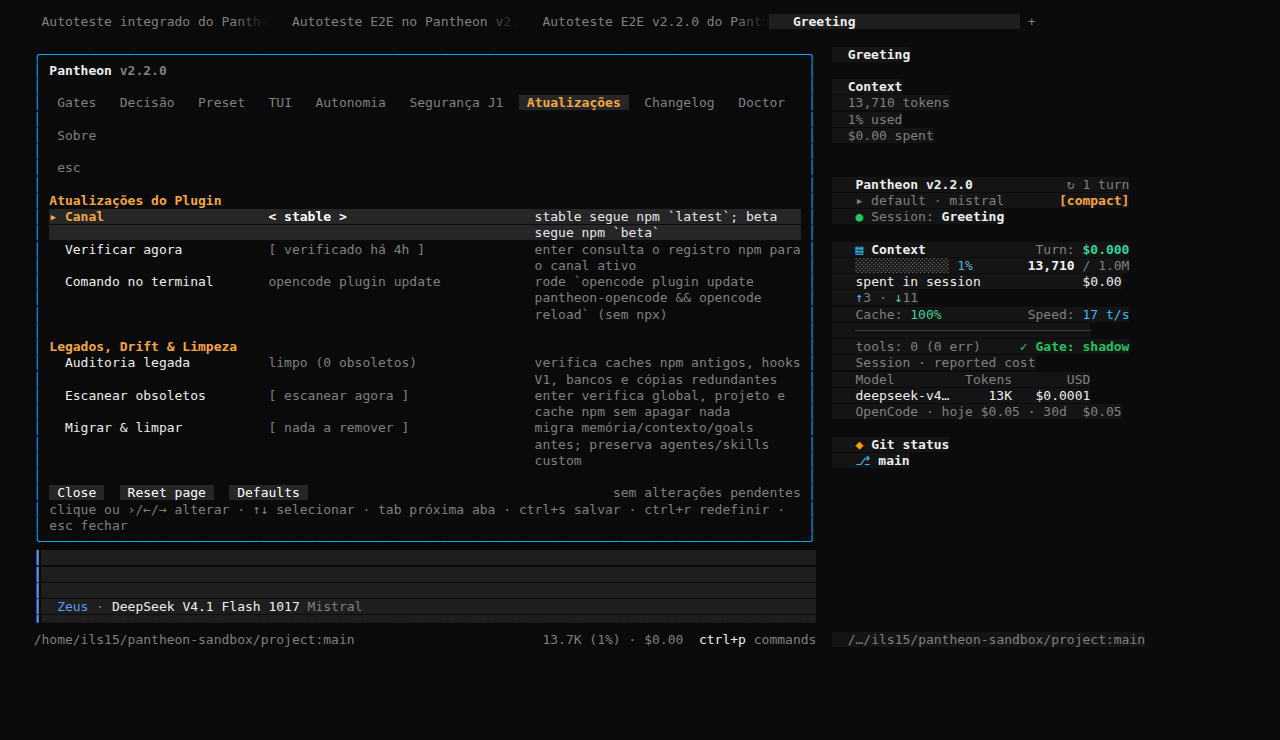 Autoteste integrado do Panthe Autoteste E2E no Pantheon v2 Autoteste E2E v2.2.0 do Pant Greeting +
Pantheon v2.2.0
Gates Decisão Preset TUI Autonomia Segurança J1 Atualizações Changelog Doctor
Sobre
esc
Atualizações do Plugin
▸ Canal < stable > stable segue npm `latest`; beta
segue npm `beta`
Verificar agora [ verificado há 4h ] enter consulta o registro npm para
o canal ativo
Comando no terminal opencode plugin update rode `opencode plugin update
pantheon-opencode && opencode
reload` (sem npx)
Legados, Drift & Limpeza
Auditoria legada limpo (0 obsoletos) verifica caches npm antigos, hooks
V1, bancos e cópias redundantes
Escanear obsoletos [ escanear agora ] enter verifica global, projeto e
cache npm sem apagar nada
Migrar & limpar [ nada a remover ] migra memória/contexto/goals
antes; preserva agentes/skills
custom
Close Reset page Defaults sem alterações pendentes
clique ou ›/←/→ alterar · ↑↓ selecionar · tab próxima aba · ctrl+s salvar · ctrl+r redefinir ·
esc fechar
Zeus · DeepSeek V4.1 Flash 1017 Mistral
/home/ils15/pantheon-sandbox/project:main 13.7K (1%) · $0.00 ctrl+p commands
Greeting
Context
13,710 tokens
1% used
$0.00 spent
Pantheon v2.2.0 ↻ 1 turn
▸ default · mistral [compact]
● Session: Greeting
▤ Context Turn: $0.000
1% 13,710 / 1.0M
spent in session $0.00
↑3 · ↓11
Cache: 100% Speed: 17 t/s
tools: 0 (0 err) ✓ Gate: shadow
Session · reported cost
Model Tokens USD
deepseek-v4… 13K $0.0001
OpenCode · hoje $0.05 · 30d $0.05
◆ Git status
⎇ main
/…/ils15/pantheon-sandbox/project:main